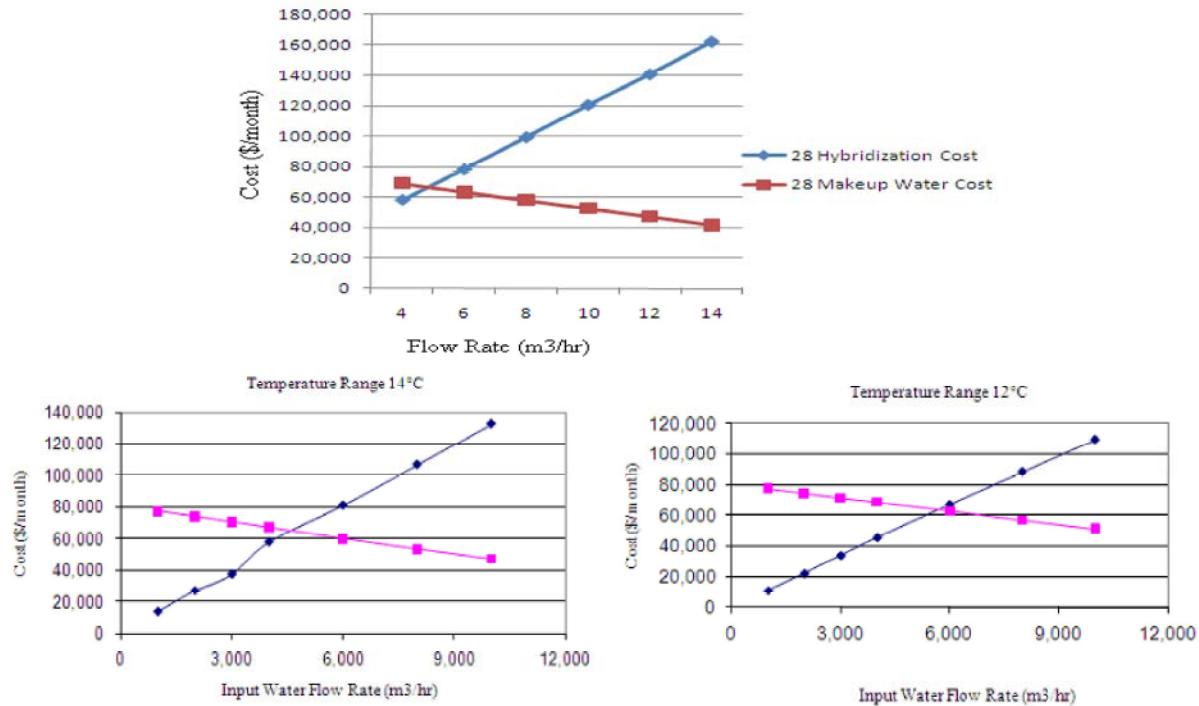 180,000
160,000
140,000
120,000
100,000
80,000
60,000
40,000
20,000
0
Cost ($/month)
4 6 8 10 12 14
Flow Rate (m3/hr)
28 Hybridization Cost
28 Makeup Water Cost
Temperature Range 14°C
140,000
120,000
100,000
80,000
60,000
40,000
20,000
0
Cost ($/month)
0 3,000 6,000 9,000 12,000
Input Water Flow Rate (m3/hr)
Temperature Range 12°C
120,000
100,000
80,000
60,000
40,000
20,000
0
Cost ($/month)
0 3,000 6,000 9,000 12,000
Input Water Flow Rate (m3/hr)